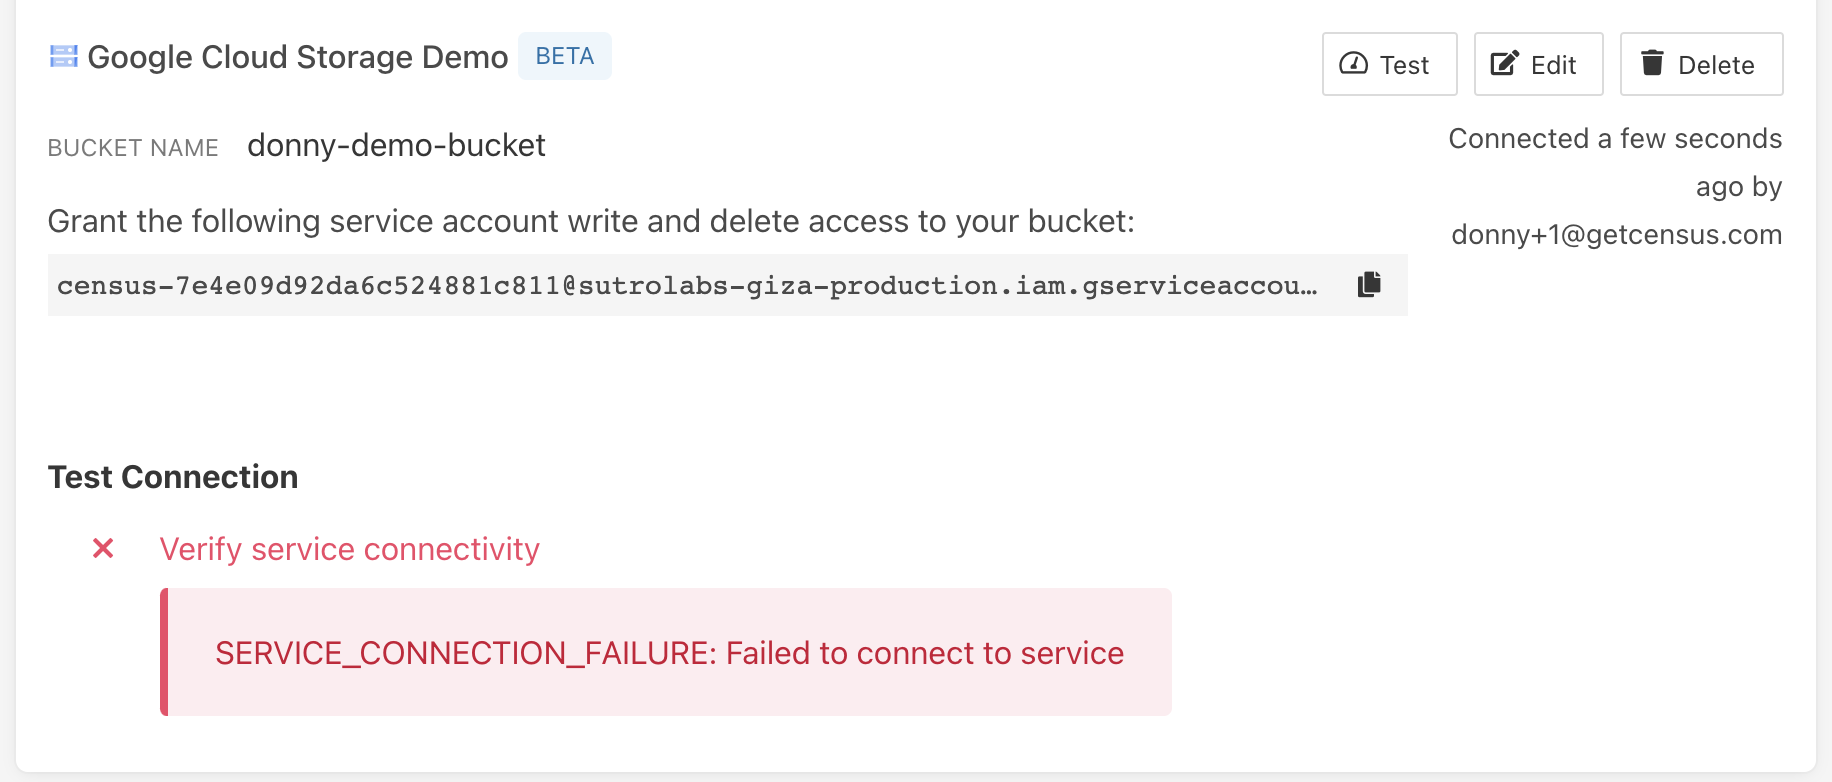 Google Cloud Storage Demo BETA
Test Edit Delete
BUCKET NAME donny-demo-bucket
Connected a few seconds
ago by
donny+1@getcensus.com
Grant the following service account write and delete access to your bucket:
census-7e4e09d92da6c524881c811@sutrolabs-giza-production.iam.gserviceaccou…
Test Connection
Verify service connectivity
SERVICE_CONNECTION_FAILURE: Failed to connect to service